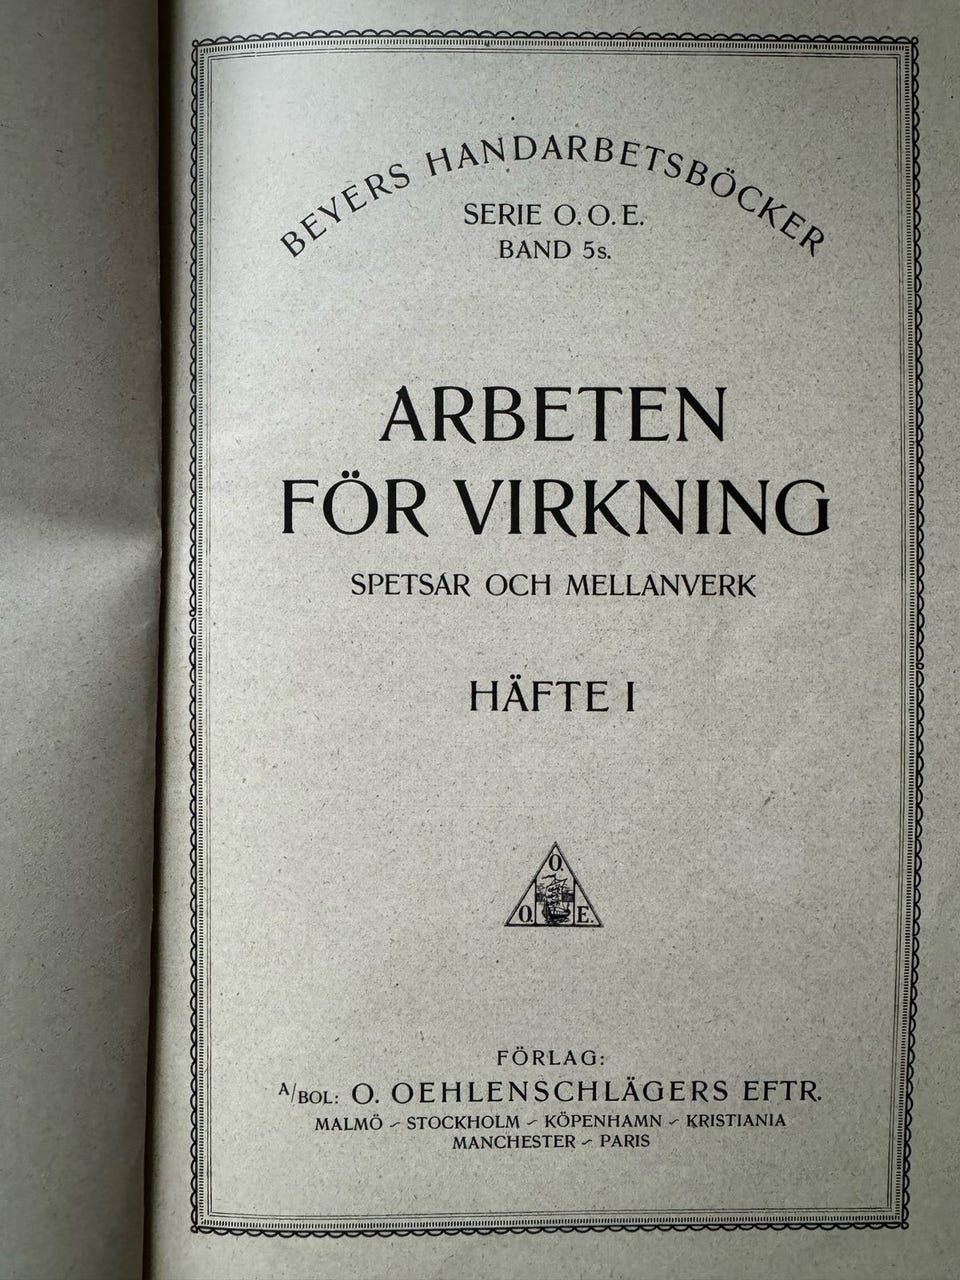 BEYERS HANDARBETSBÖCKER
SERIE O. O. E.
BAND 5s.
ARBETEN
FÖR VIRKNING
SPETSAR OCH MELLANVERK
HÄFTE I
O.
O. E.
FÖRLAG:
A/BOL: O. OEHLENSCHLÄGERS EFTR.
MALMÖ - STOCKHOLM - KÖPENHAMN - KRISTIANIA
MANCHESTER - PARIS